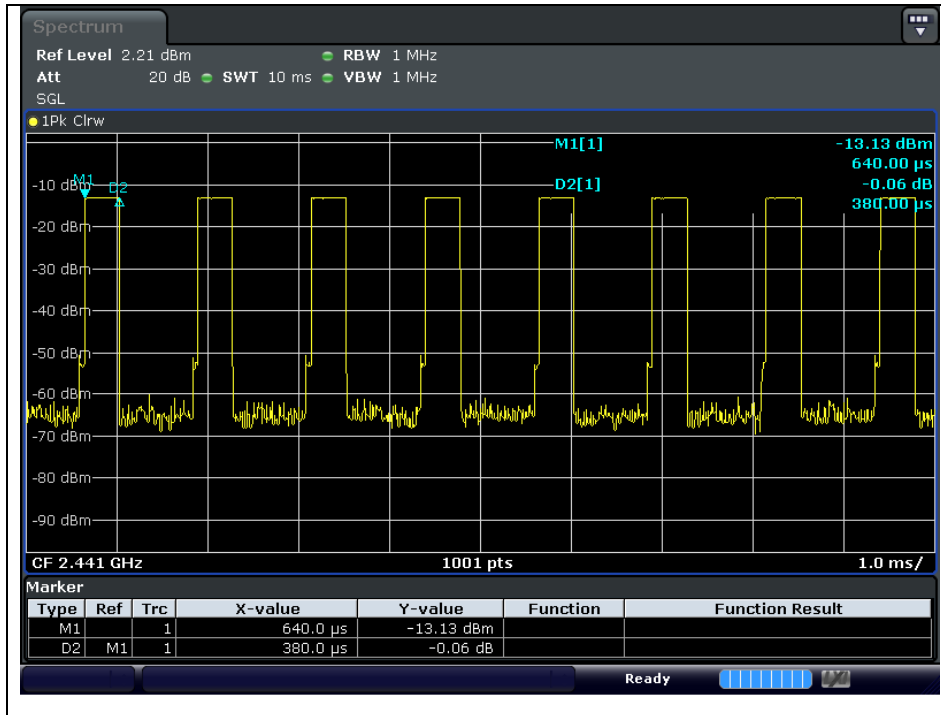 Spectrum
Ref Level 2.21 dBm RBW 1 MHz
Att 20 dB SWT 10 ms VBW 1 MHz
SGL
1Pk Clrw
M1[1] -13.13 dBm
640.00 µs
-10 dBm M1 D2 D2[1] -0.06 dB
380.00 µs
-20 dBm
-30 dBm
-40 dBm
-50 dBm
-60 dBm
-70 dBm
-80 dBm
-90 dBm
CF 2.441 GHz 1001 pts 1.0 ms/
Marker
Type Ref Trc X-value Y-value Function Function Result
M1 1 640.0 µs -13.13 dBm
D2 M1 1 380.0 µs -0.06 dB
Ready